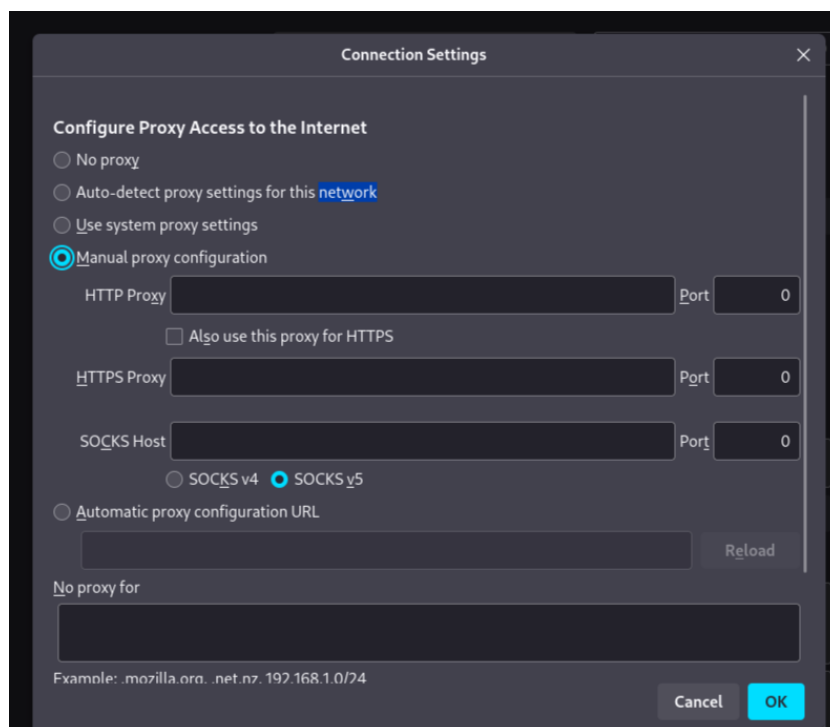 Connection Settings
Configure Proxy Access to the Internet
No proxy
Auto-detect proxy settings for this network
Use system proxy settings
Manual proxy configuration
HTTP Proxy Port 0
Also use this proxy for HTTPS
HTTPS Proxy Port 0
SOCKS Host Port 0
SOCKS v4 SOCKS v5
Automatic proxy configuration URL
Reload
No proxy for
Example: .mozilla.org, .net.nz, 192.168.1.0/24
Cancel OK